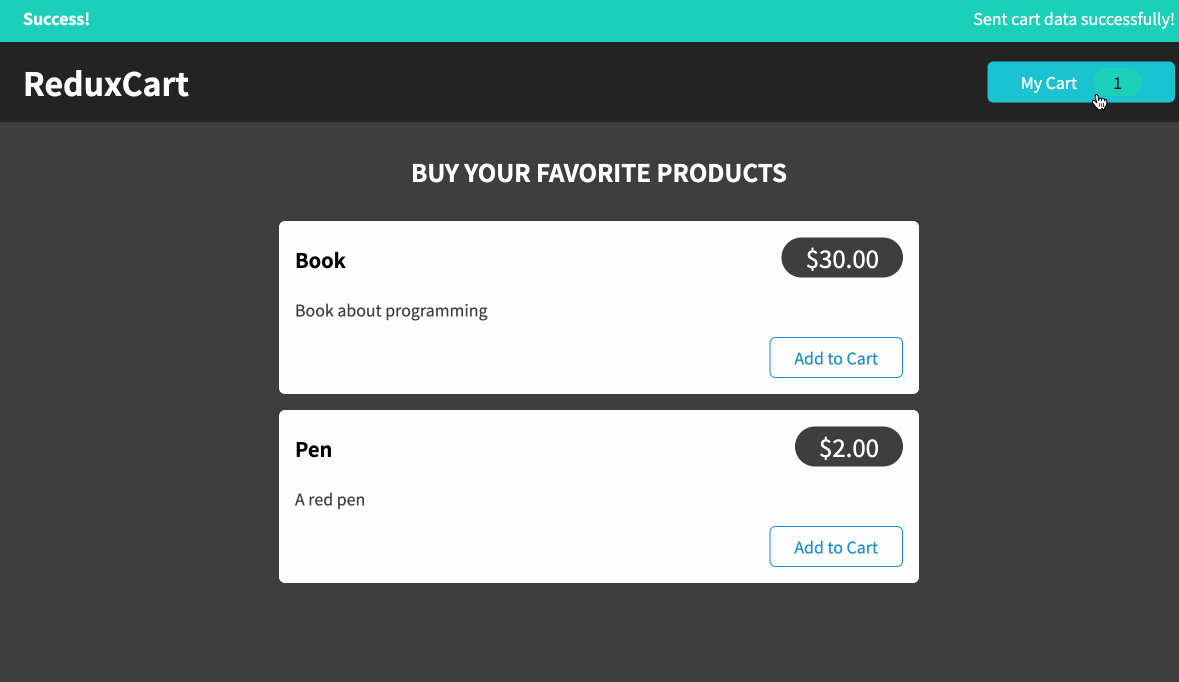 Success! Sent cart data successfully!
ReduxCart My Cart 1
BUY YOUR FAVORITE PRODUCTS
Book $30.00
Book about programming
Add to Cart
Pen $2.00
A red pen
Add to Cart